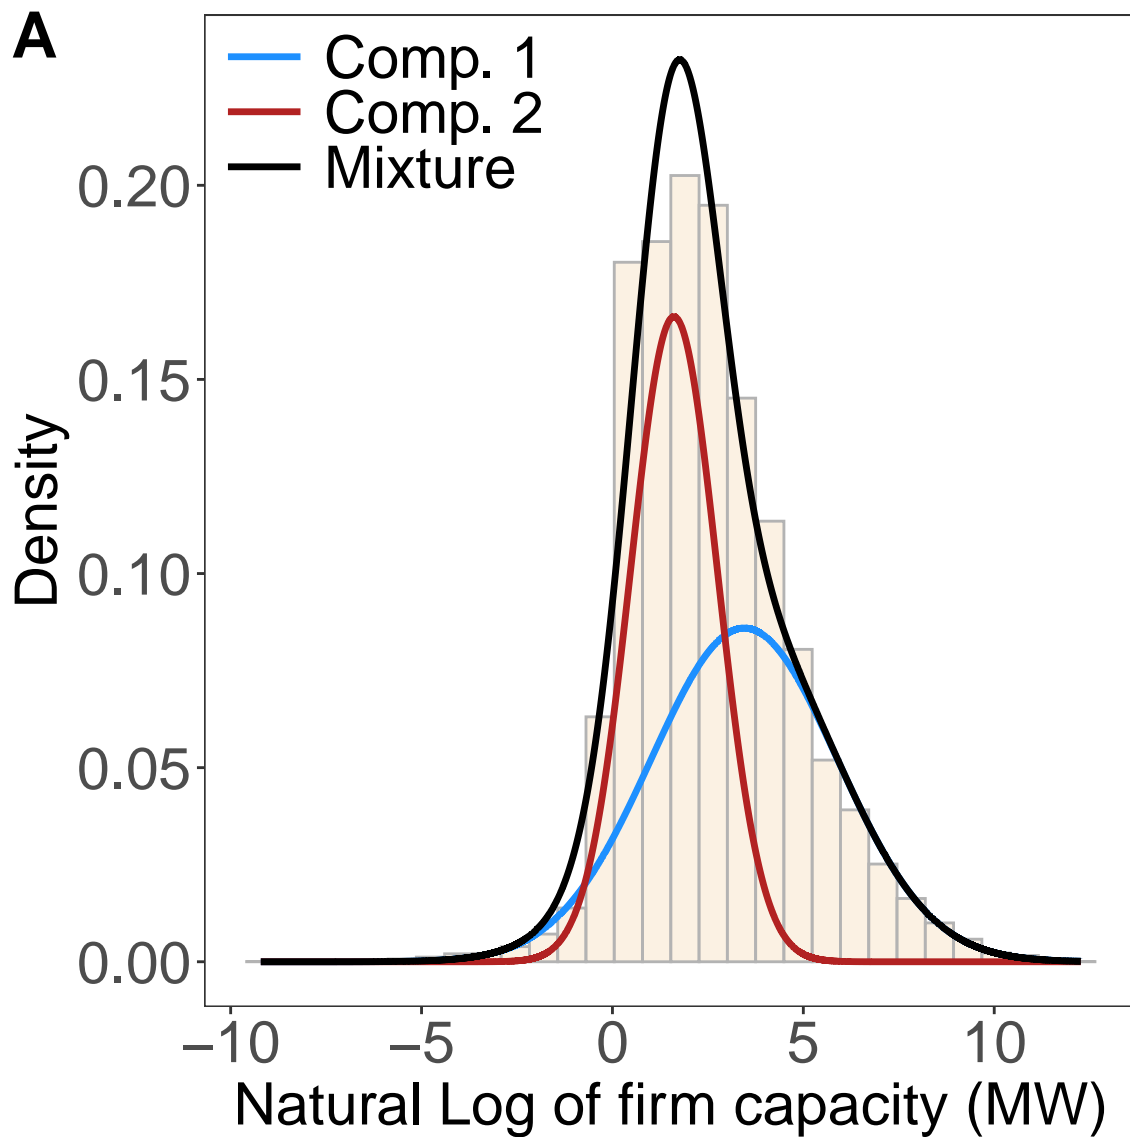 A
Comp. 1
Comp. 2
Mixture
0.20
0.15
0.10
0.05
0.00
Density
−10
−5
0
5
10
Natural Log of firm capacity (MW)